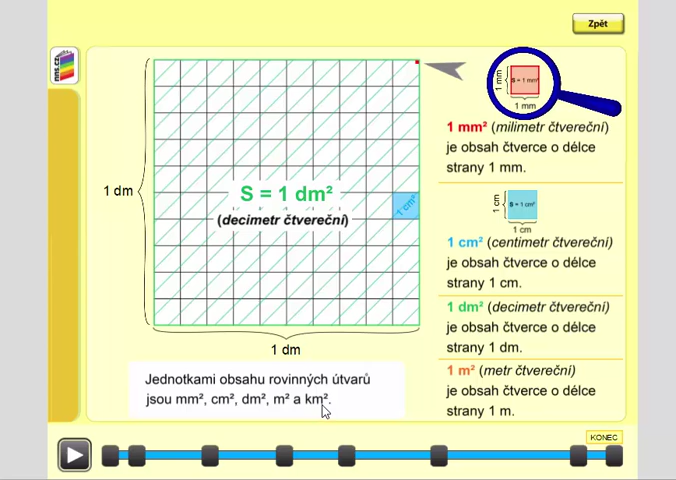 Zpět
nns.cz
1 mm
S = 1 mm²
1 mm
1 mm² (milimetr čtvereční)
je obsah čtverce o délce
strany 1 mm.
1 dm
S = 1 dm²
(decimetr čtvereční)
1 cm²
1 dm
1 cm
S = 1 cm²
1 cm
1 cm² (centimetr čtvereční)
je obsah čtverce o délce
strany 1 cm.
1 dm² (decimetr čtvereční)
je obsah čtverce o délce
strany 1 dm.
1 m² (metr čtvereční)
je obsah čtverce o délce
strany 1 m.
Jednotkami obsahu rovinných útvarů
jsou mm², cm², dm², m² a km².
KONEC